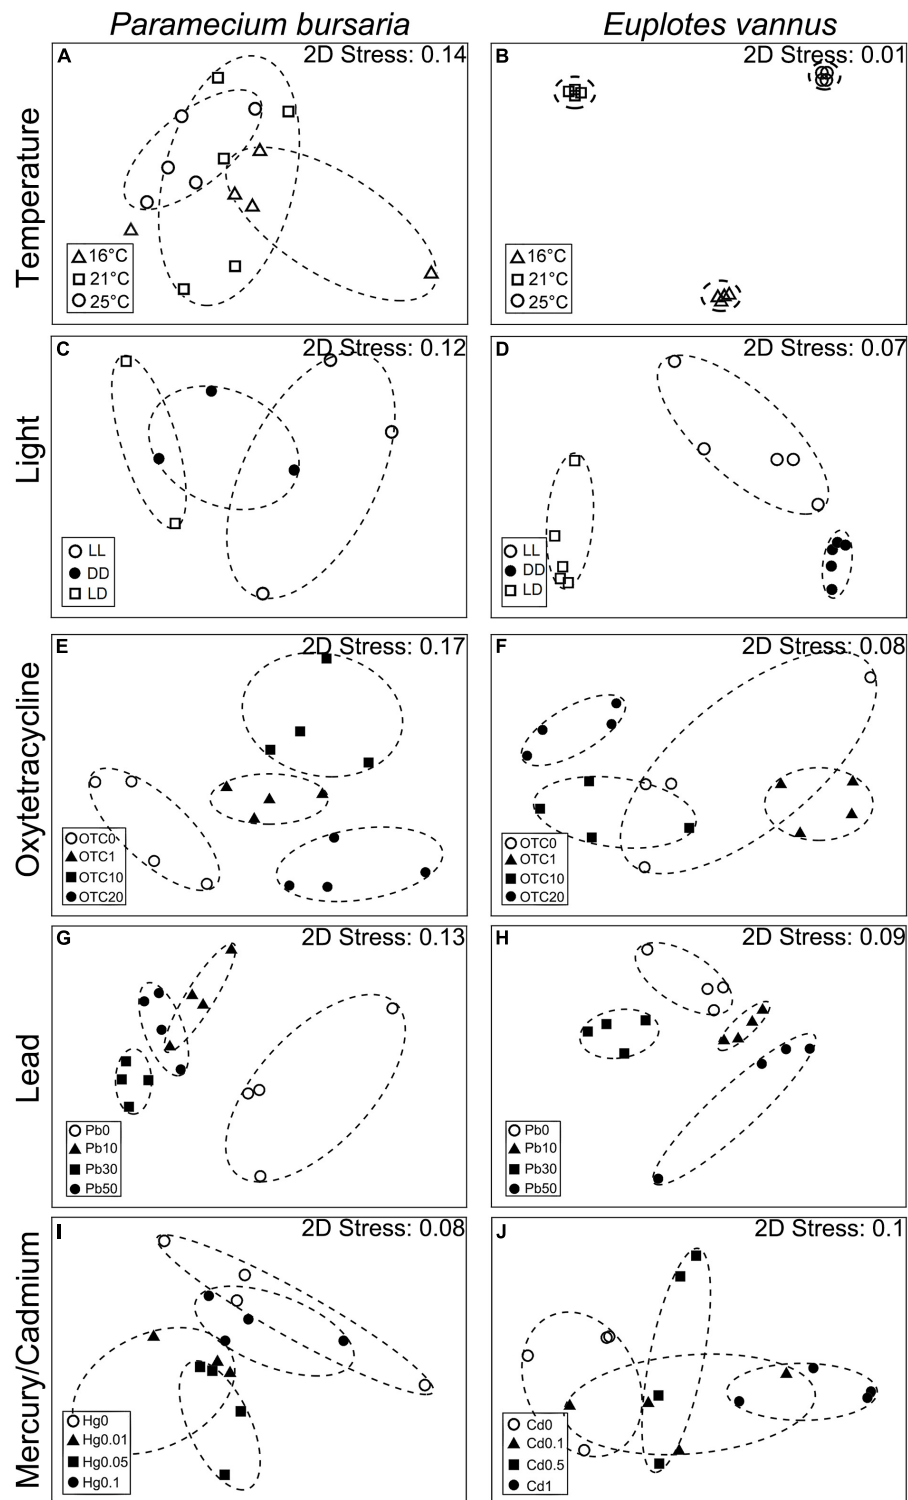 Paramecium bursaria
Euplotes vannus
Temperature
A
2D Stress: 0.14
16°C
21°C
25°C
B
2D Stress: 0.01
16°C
21°C
25°C
Light
C
2D Stress: 0.12
LL
DD
LD
D
2D Stress: 0.07
LL
DD
LD
Oxytetracycline
E
2D Stress: 0.17
OTC0
OTC1
OTC10
OTC20
F
2D Stress: 0.08
OTC0
OTC1
OTC10
OTC20
Lead
G
2D Stress: 0.13
Pb0
Pb10
Pb30
Pb50
H
2D Stress: 0.09
Pb0
Pb10
Pb30
Pb50
Mercury/Cadmium
I
2D Stress: 0.08
Hg0
Hg0.01
Hg0.05
Hg0.1
J
2D Stress: 0.1
Cd0
Cd0.1
Cd0.5
Cd1